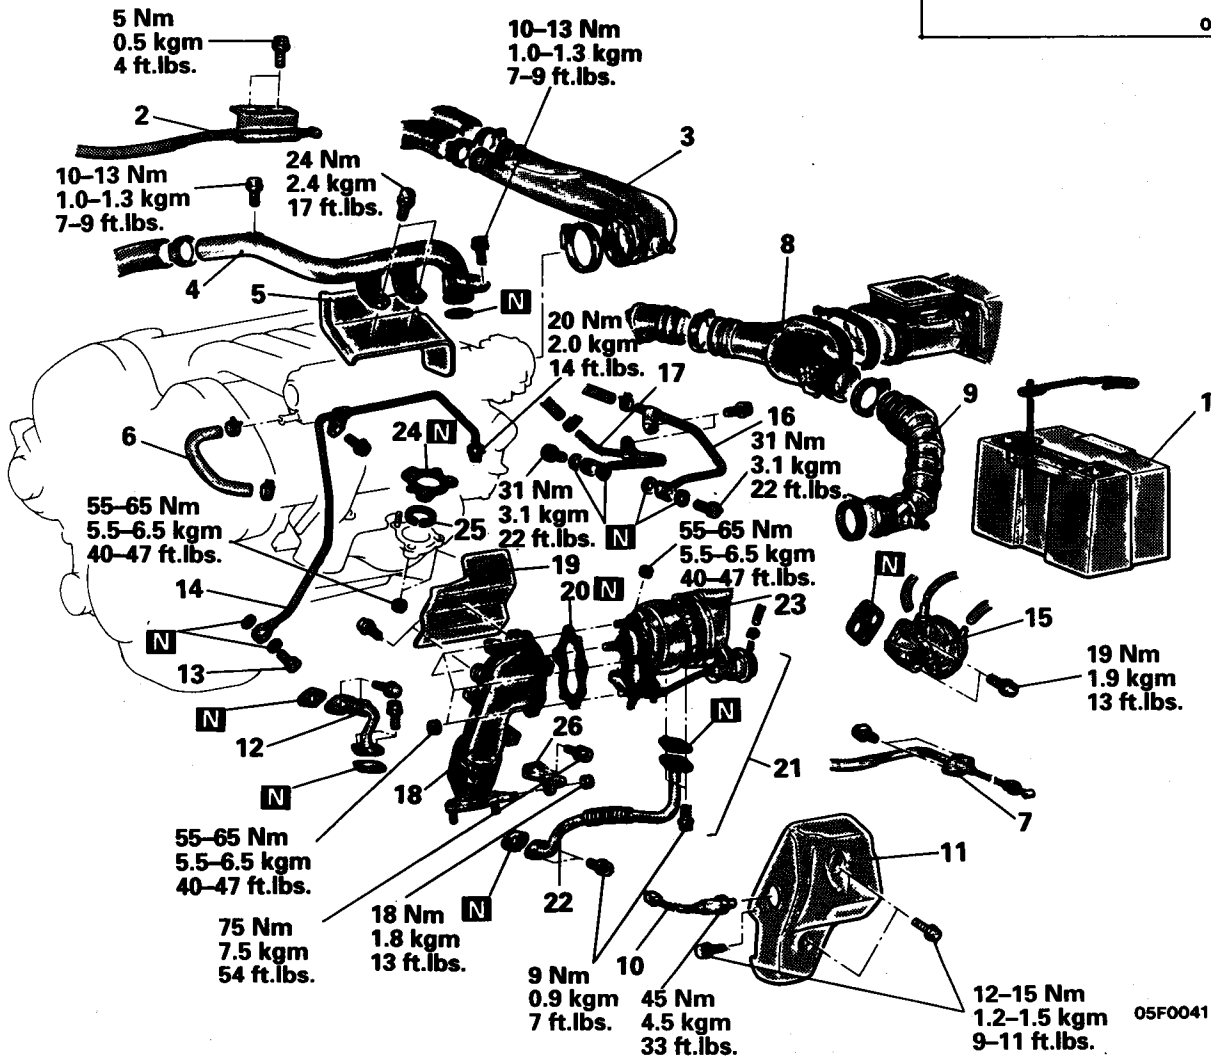 5 Nm
0.5 kgm
4 ft.lbs.
10–13 Nm
1.0–1.3 kgm
7–9 ft.lbs.
0
2
3
10–13 Nm
1.0–1.3 kgm
7–9 ft.lbs.
24 Nm
2.4 kgm
17 ft.lbs.
4
5
N
8
20 Nm
2.0 kgm
14 ft.lbs.
17
9
1
6
24 N
16
31 Nm
3.1 kgm
22 ft.lbs.
31 Nm
3.1 kgm
22 ft.lbs.
N
55–65 Nm
5.5–6.5 kgm
40–47 ft.lbs.
25
55–65 Nm
5.5–6.5 kgm
40–47 ft.lbs.
19
20 N
23
N
15
14
N
13
19 Nm
1.9 kgm
13 ft.lbs.
N
12
N
26
N
18
21
7
55–65 Nm
5.5–6.5 kgm
40–47 ft.lbs.
11
22
N
75 Nm
7.5 kgm
54 ft.lbs.
18 Nm
1.8 kgm
13 ft.lbs.
10
9 Nm
0.9 kgm
7 ft.lbs.
45 Nm
4.5 kgm
33 ft.lbs.
12–15 Nm
1.2–1.5 kgm
9–11 ft.lbs.
05F0041